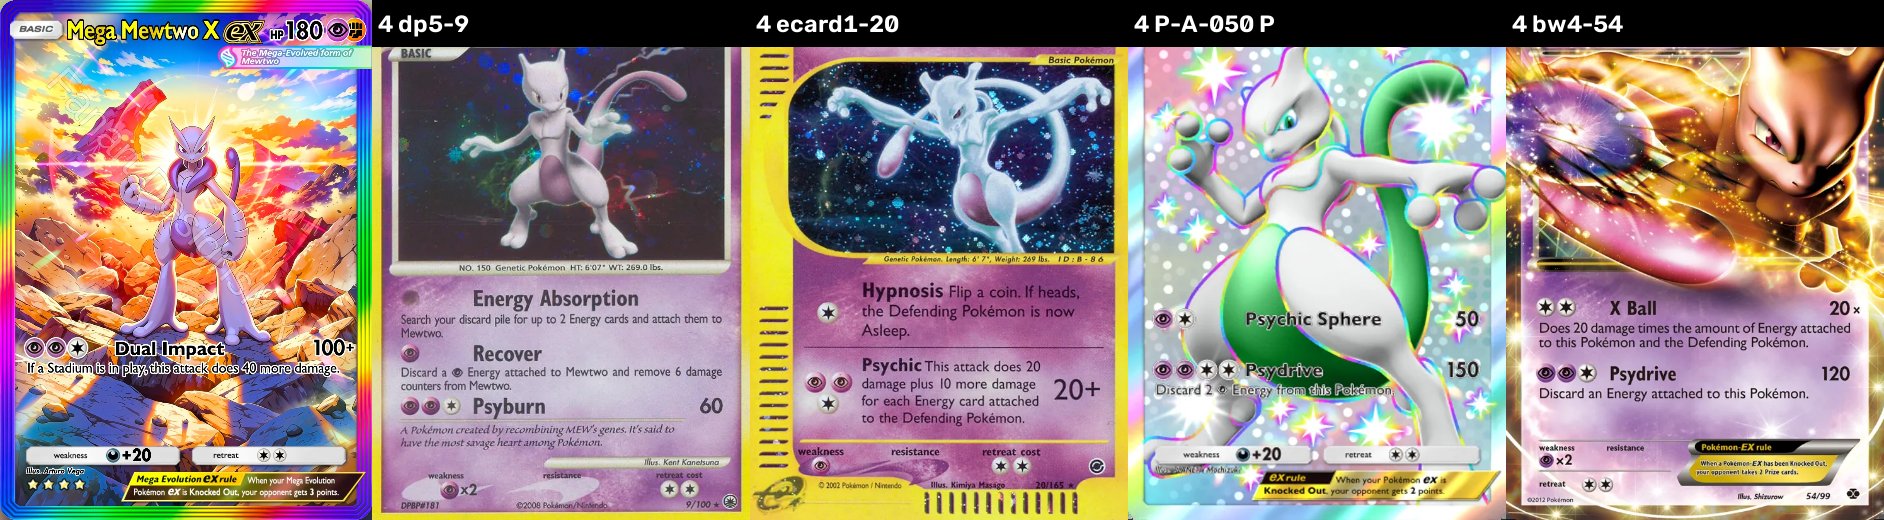 BASIC
Mega Mewtwo X ex HP 180
The Mega-Evolved form of
Mewtwo
Dual Impact 100+
If a Stadium is in play, this attack does 40 more damage.
weakness +20 retreat
Illus. Arturo Vega
Mega Evolution ex rule When your Mega Evolution
Pokémon ex is Knocked Out, your opponent gets 3 points.
4 dp5-9
BASIC
NO. 150 Genetic Pokémon HT: 6'07" WT: 269.0 lbs.
Energy Absorption
Search your discard pile for up to 2 Energy cards and attach them to
Mewtwo.
Recover
Discard a Energy attached to Mewtwo and remove 6 damage
counters from Mewtwo.
Psyburn 60
A Pokémon created by recombining MEW's genes. It's said to
have the most savage heart among Pokémon.
Illus. Kent Kanetsuna
weakness resistance retreat cost
×2
DPBP#181 ©2008 Pokémon/Nintendo 9/100 ★
4 ecard1-20
Basic Pokémon
Genetic Pokémon. Length: 6' 7", Weight: 269 lbs. ID:B-86
Hypnosis Flip a coin. If heads,
the Defending Pokémon is now
Asleep.
Psychic This attack does 20
damage plus 10 more damage
for each Energy card attached
to the Defending Pokémon.
20+
weakness resistance retreat cost
©2002 Pokémon / Nintendo Illus. Kimiya Masago 20/165 ★
4 P-A-050 P
Psychic Sphere 50
Psydrive 150
Discard 2 Energy from this Pokémon.
weakness +20 retreat
ex rule When your Pokémon ex is
Knocked Out, your opponent gets 2 points.
4 bw4-54
X Ball 20×
Does 20 damage times the amount of Energy attached
to this Pokémon and the Defending Pokémon.
Psydrive 120
Discard an Energy attached to this Pokémon.
weakness resistance
×2
Pokémon-EX rule
When a Pokémon-EX has been Knocked Out,
your opponent takes 2 Prize cards.
retreat
Illus. Shizurow 54/99
©2012 Pokémon